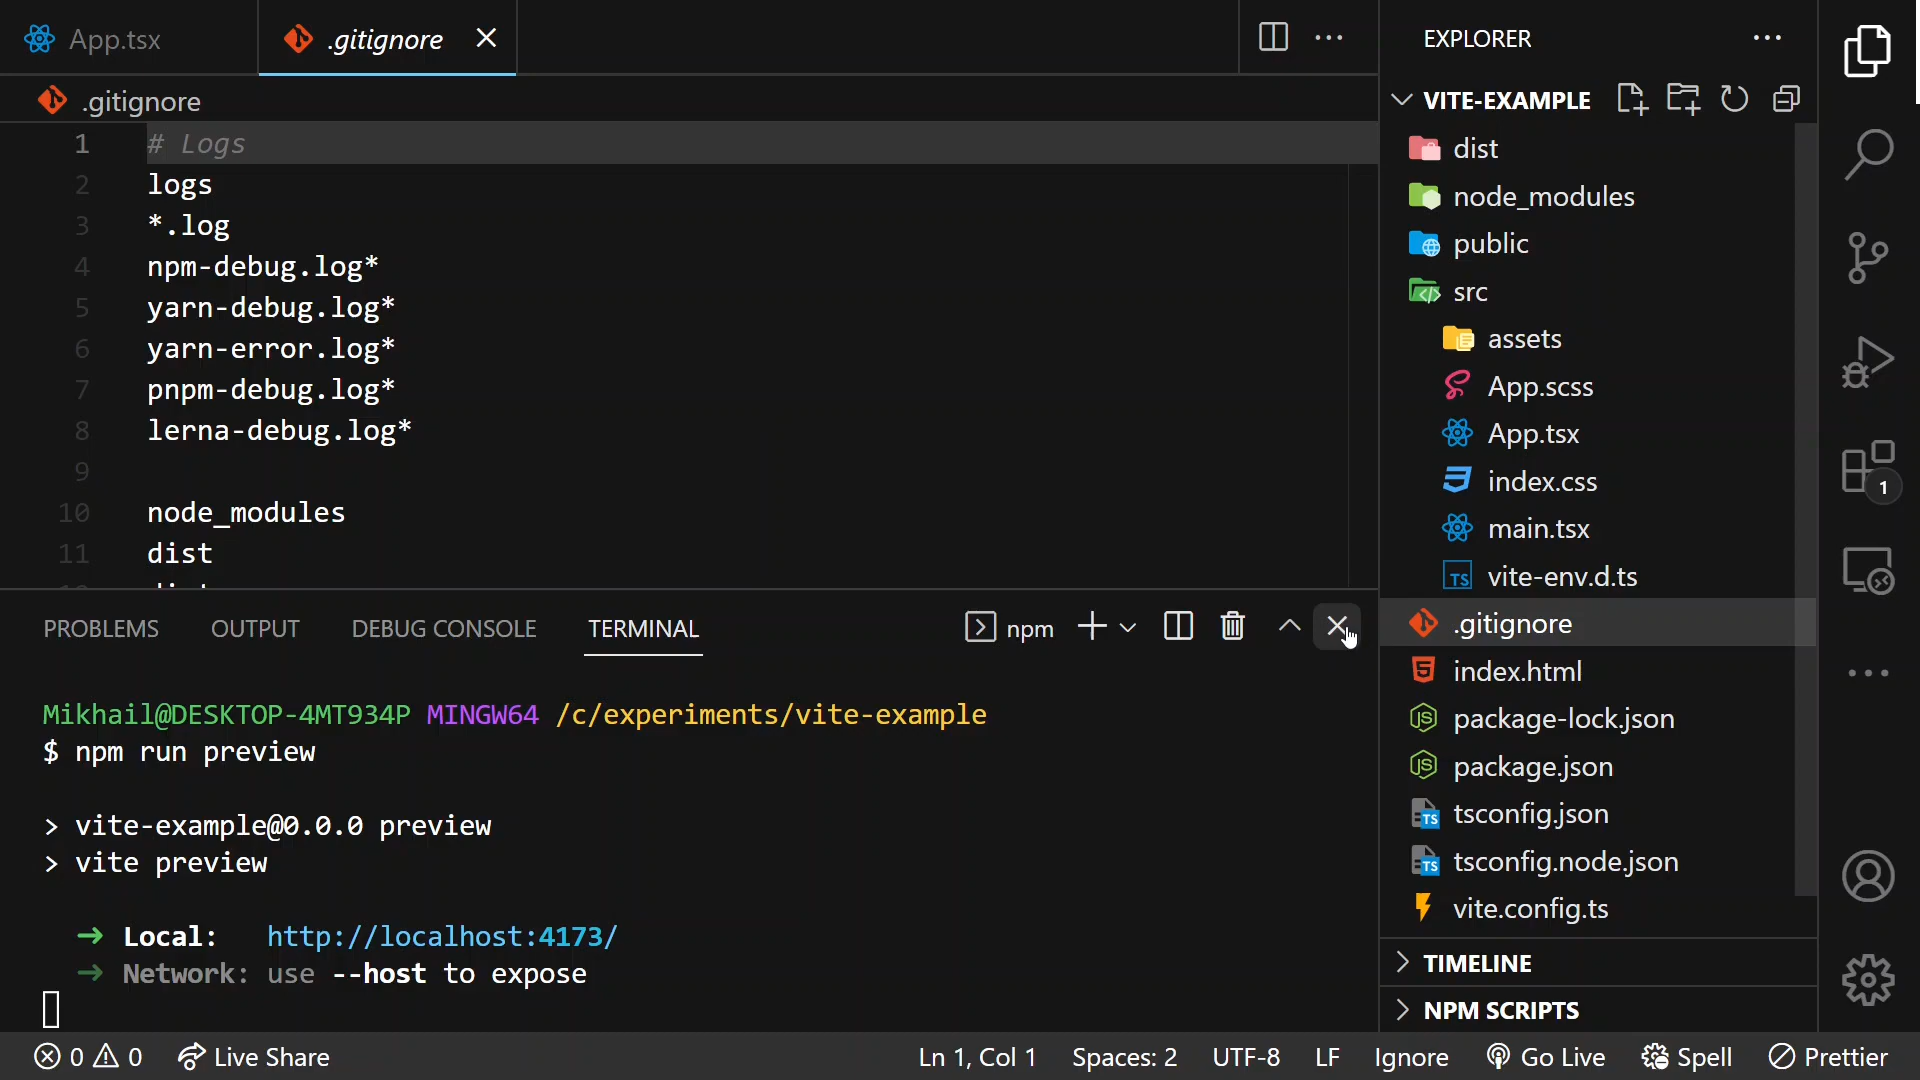 App.tsx
.gitignore
.gitignore
1 # Logs
2 logs
3 *.log
4 npm-debug.log*
5 yarn-debug.log*
6 yarn-error.log*
7 pnpm-debug.log*
8 lerna-debug.log*
9
10 node_modules
11 dist
PROBLEMS OUTPUT DEBUG CONSOLE TERMINAL npm
Mikhail@DESKTOP-4MT934P MINGW64 /c/experiments/vite-example
$ npm run preview
> vite-example@0.0.0 preview
> vite preview
➜ Local: http://localhost:4173/
➜ Network: use --host to expose
EXPLORER
VITE-EXAMPLE
dist
node_modules
public
src
assets
App.scss
App.tsx
index.css
main.tsx
TS vite-env.d.ts
.gitignore
index.html
JS package-lock.json
JS package.json
TS tsconfig.json
TS tsconfig.node.json
vite.config.ts
TIMELINE
NPM SCRIPTS
1
0 0 Live Share Ln 1, Col 1 Spaces: 2 UTF-8 LF Ignore Go Live Spell Prettier